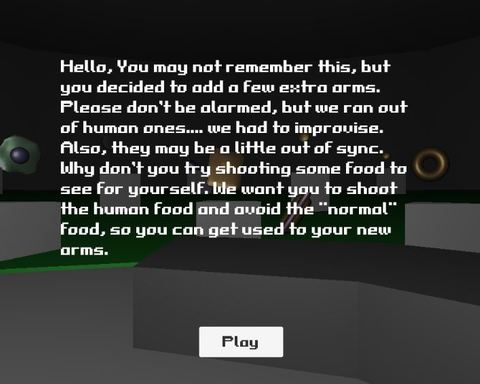 Hello, You may not remember this, but
you decided to add a few extra arms.
Please don't be alarmed, but we ran out
of human ones.... we had to improvise.
Also, they may be a little out of sync.
Why don't you try shooting some food to
see for yourself. We want you to shoot
the human food and avoid the "normal"
food, so you can get used to your new
arms.
Play